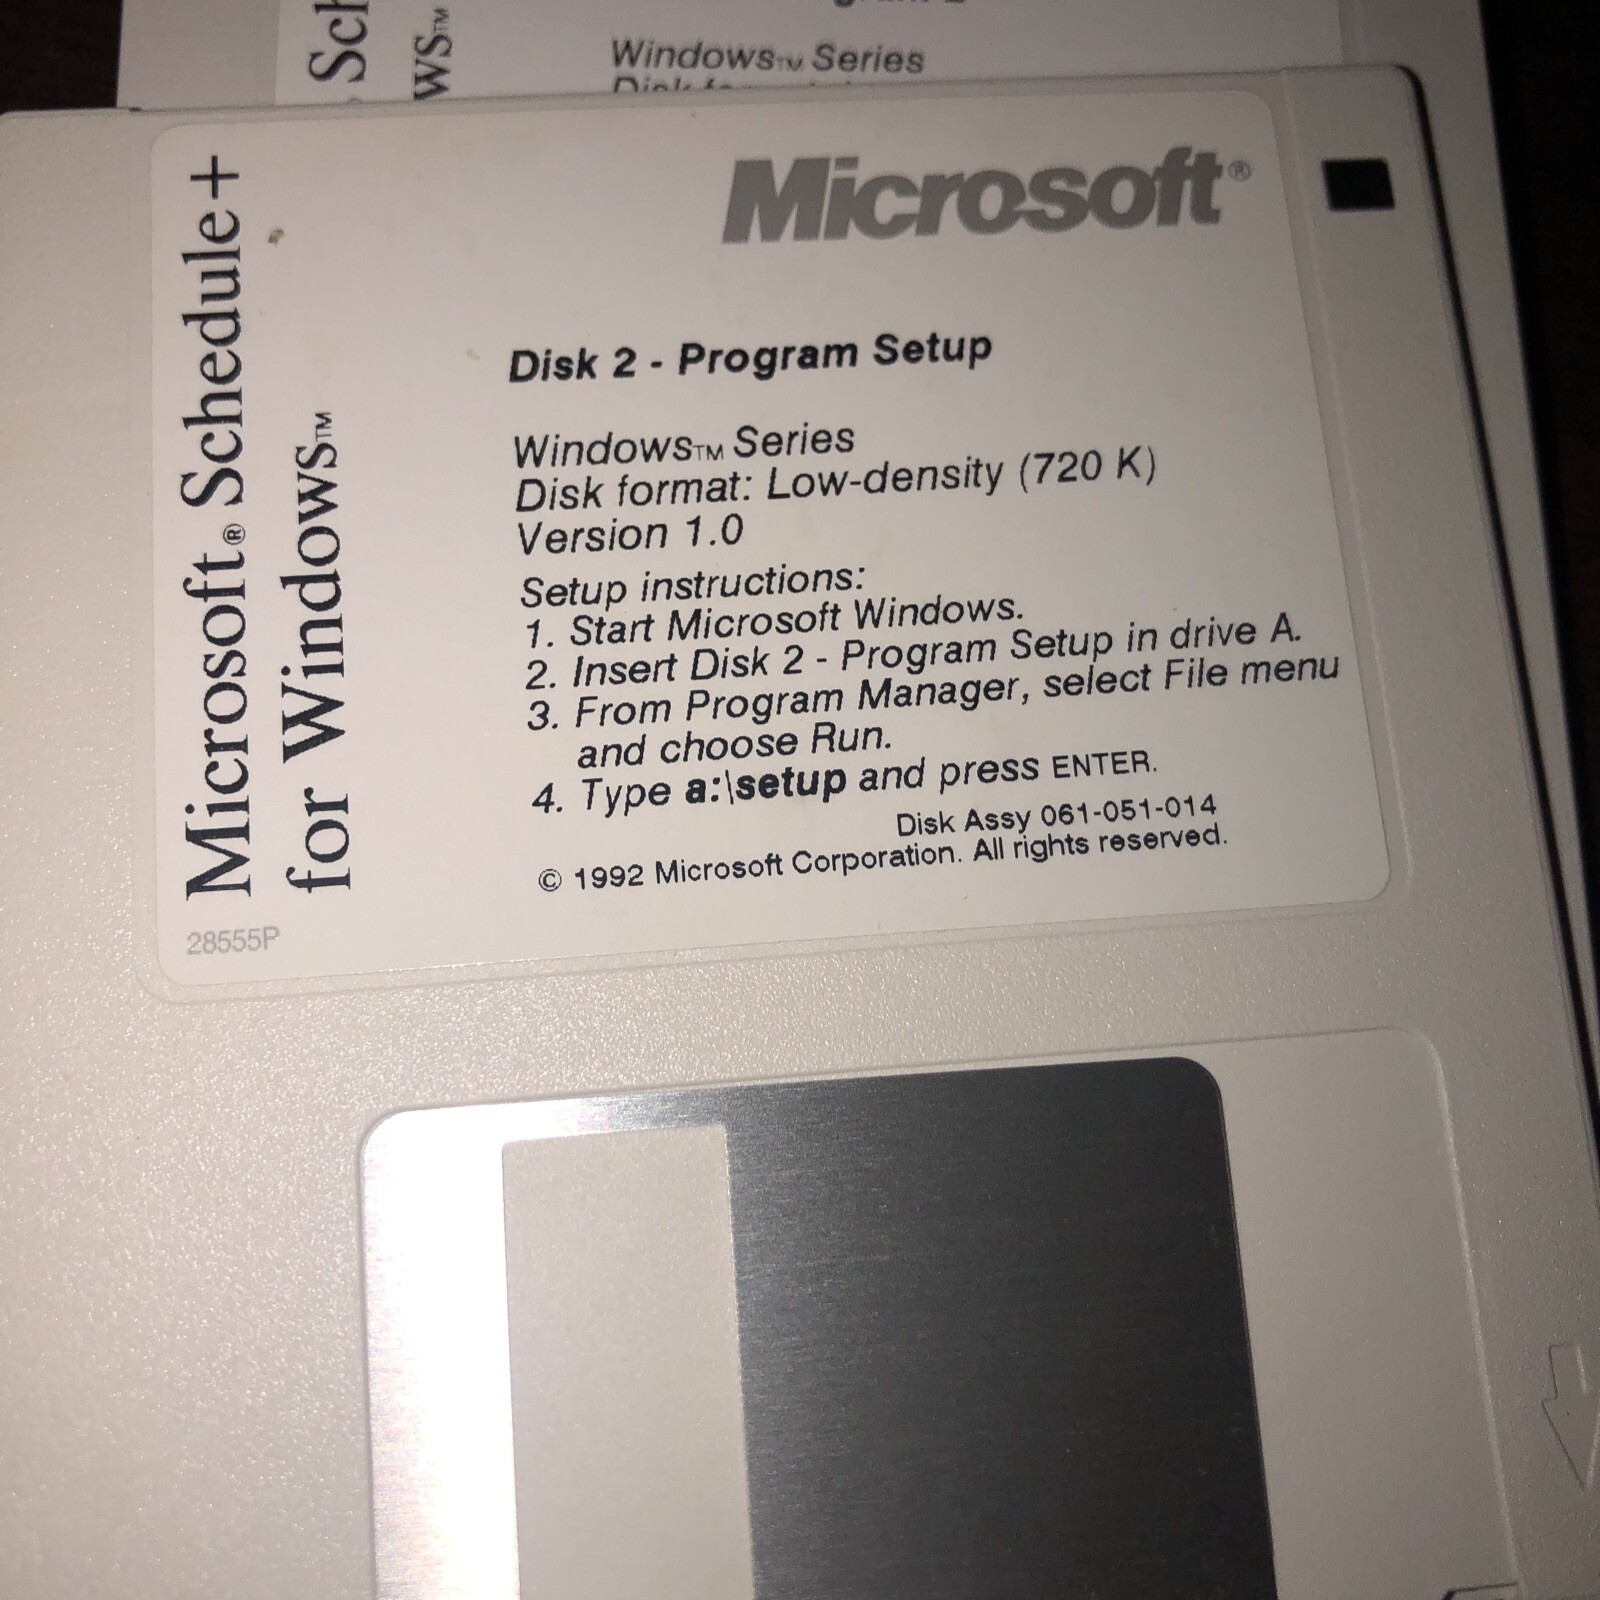 Sch
WS™
Windows™ Series
Microsoft® Schedule+
for Windows™
28555P
Microsoft®
Disk 2 - Program Setup
Windows™ Series
Disk format: Low-density (720 K)
Version 1.0
Setup instructions:
1. Start Microsoft Windows.
2. Insert Disk 2 - Program Setup in drive A.
3. From Program Manager, select File menu
and choose Run.
4. Type a:\setup and press ENTER.
Disk Assy 061-051-014
© 1992 Microsoft Corporation. All rights reserved.